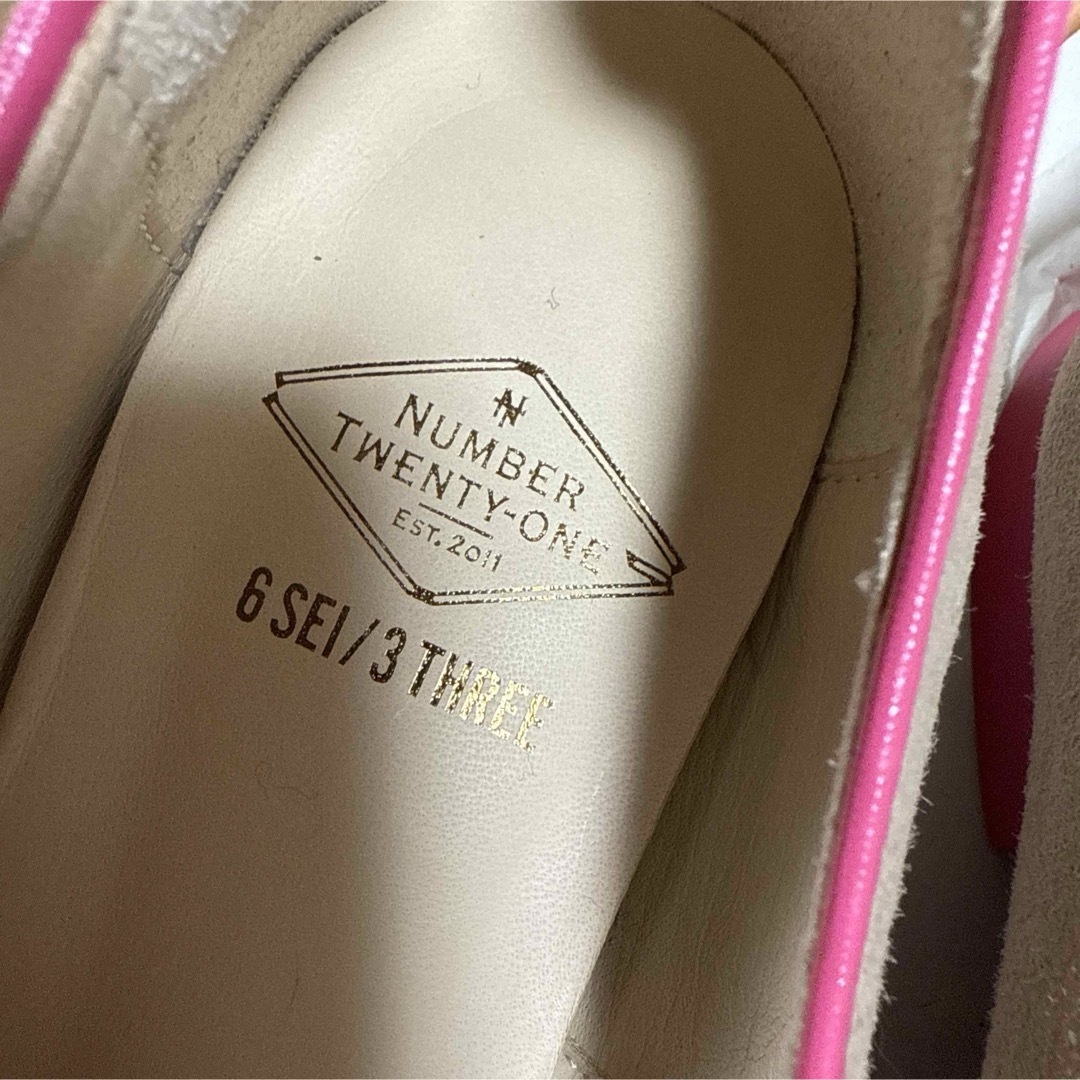 N
NUMBER
TWENTY-ONE
EST. 2011
6 SEI/3 THREE